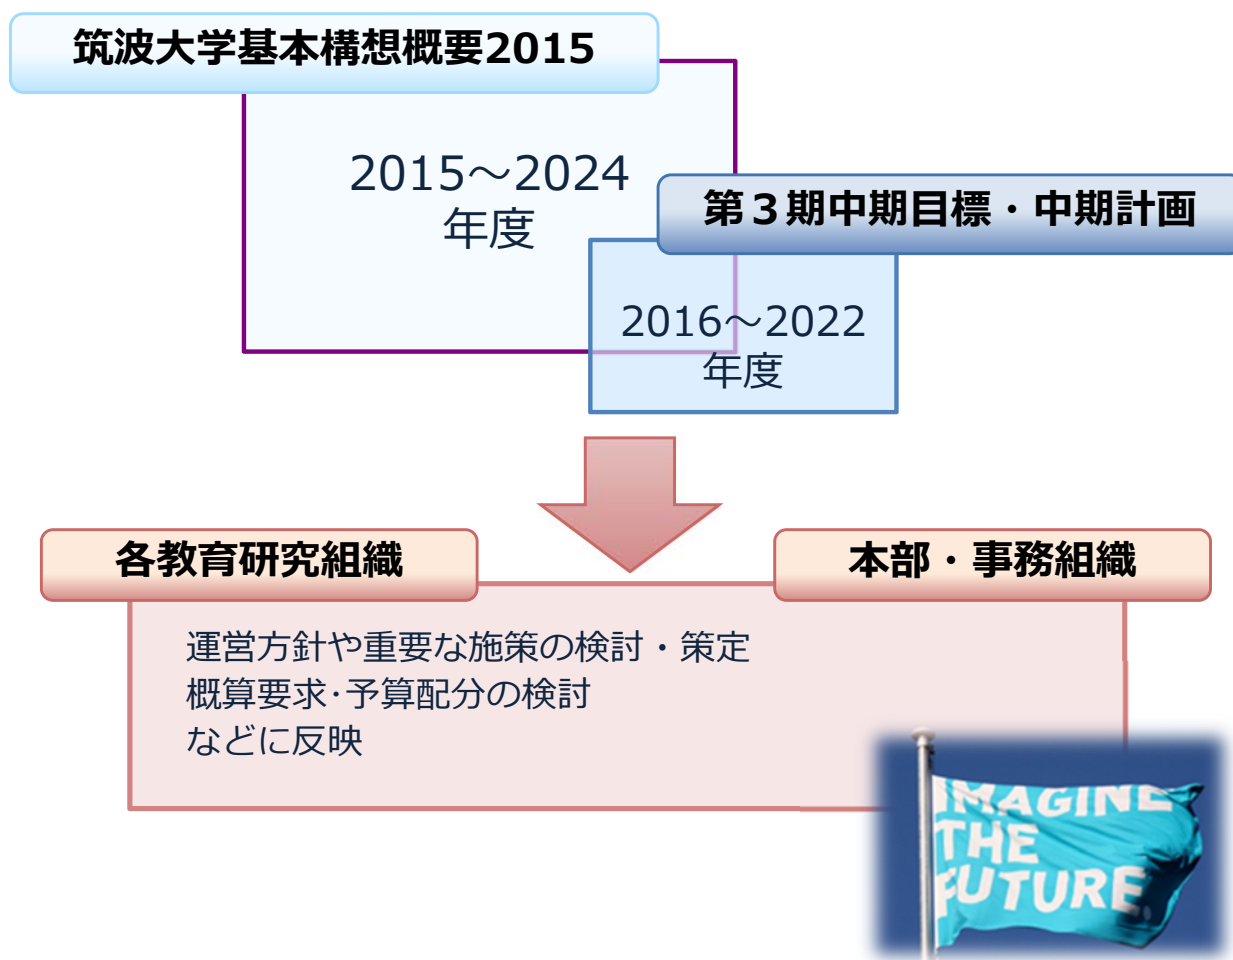 筑波大学基本構想概要2015
2015～2024
年度
第３期中期目標・中期計画
2016～2022
年度
各教育研究組織
本部・事務組織
運営方針や重要な施策の検討・策定
概算要求･予算配分の検討
などに反映
IMAGINE
THE
FUTURE.